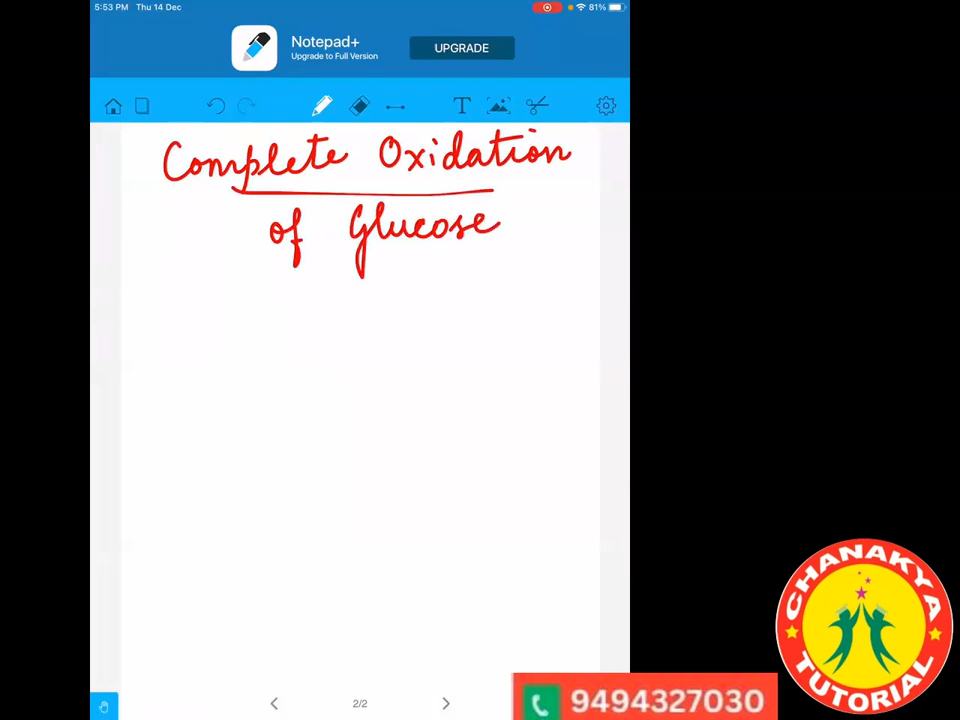 5:53 PM Thu 14 Dec
81%
Notepad+
Upgrade to Full Version
UPGRADE
T
Complete Oxidation
of Glucose
2/2
CHANAKYA
TUTORIAL
9494327030